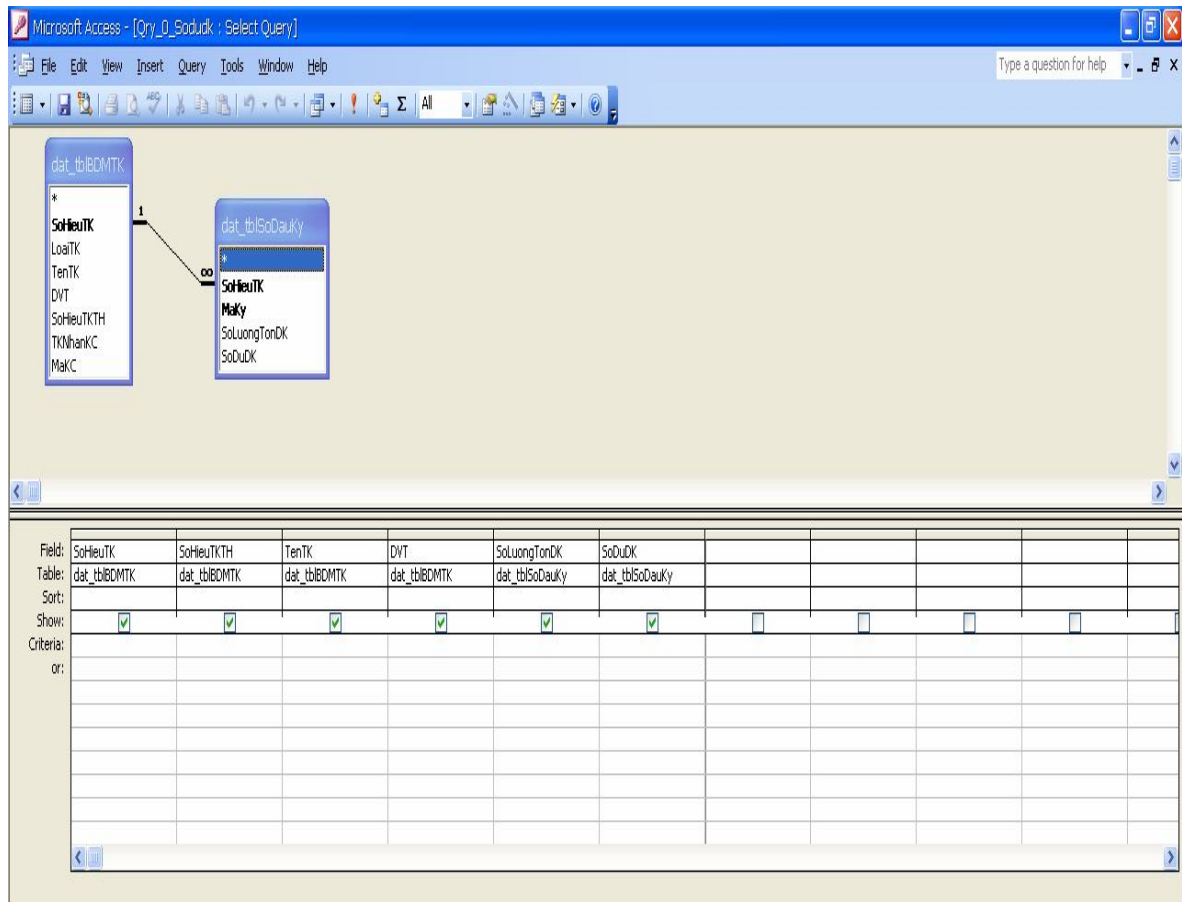 Microsoft Access - [Qry_0_Sodudk : Select Query]
File Edit View Insert Query Tools Window Help Type a question for help
ABC Σ All
dat_tblBDMTK
*
SoHieuTK
LoaiTK
TenTK
DVT
SoHieuTKTH
TKNhanKC
MaKC
1
∞
dat_tblSoDauKy
*
SoHieuTK
MaKy
SoLuongTonDK
SoDuDK
Field: SoHieuTK SoHieuTKTH TenTK DVT SoLuongTonDK SoDuDK
Table: dat_tblBDMTK dat_tblBDMTK dat_tblBDMTK dat_tblBDMTK dat_tblSoDauKy dat_tblSoDauKy
Sort:
Show:
Criteria:
or: